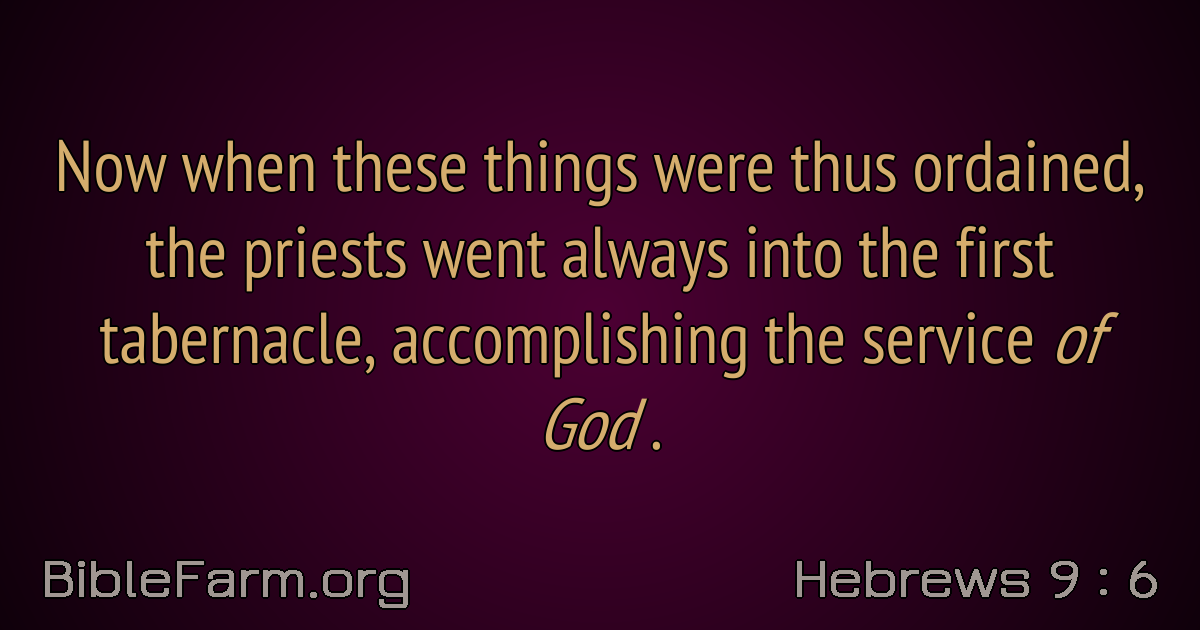 Now when these things were thus ordained,
the priests went always into the first
tabernacle, accomplishing the service of
God .
BibleFarm.org
Hebrews 9 : 6